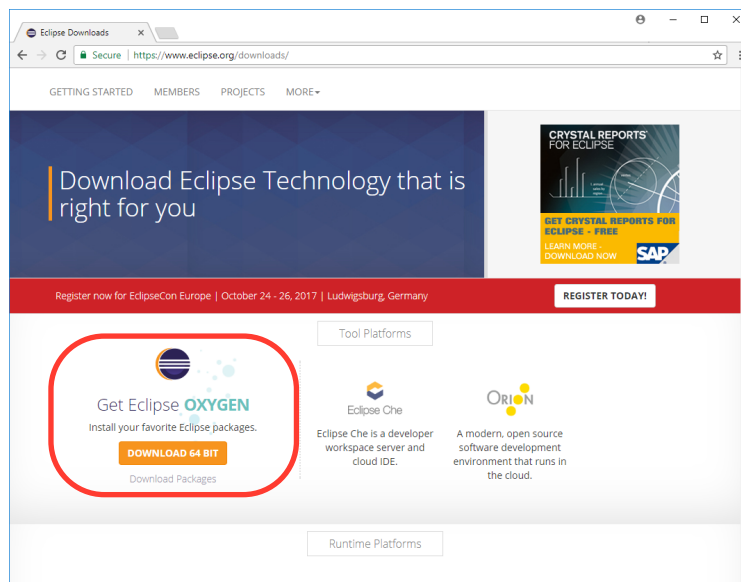 Eclipse Downloads
Secure | https://www.eclipse.org/downloads/
GETTING STARTED MEMBERS PROJECTS MORE
Download Eclipse Technology that is
right for you
CRYSTAL REPORTS
FOR ECLIPSE
GET CRYSTAL REPORTS FOR
ECLIPSE - FREE
LEARN MORE -
DOWNLOAD NOW
SAP
Register now for EclipseCon Europe | October 24 - 26, 2017 | Ludwigsburg, Germany
REGISTER TODAY!
Tool Platforms
Get Eclipse OXYGEN
Install your favorite Eclipse packages.
DOWNLOAD 64 BIT
Download Packages
Eclipse Che
Eclipse Che is a developer
workspace server and
cloud IDE.
ORION
A modern, open source
software development
environment that runs in
the cloud.
Runtime Platforms